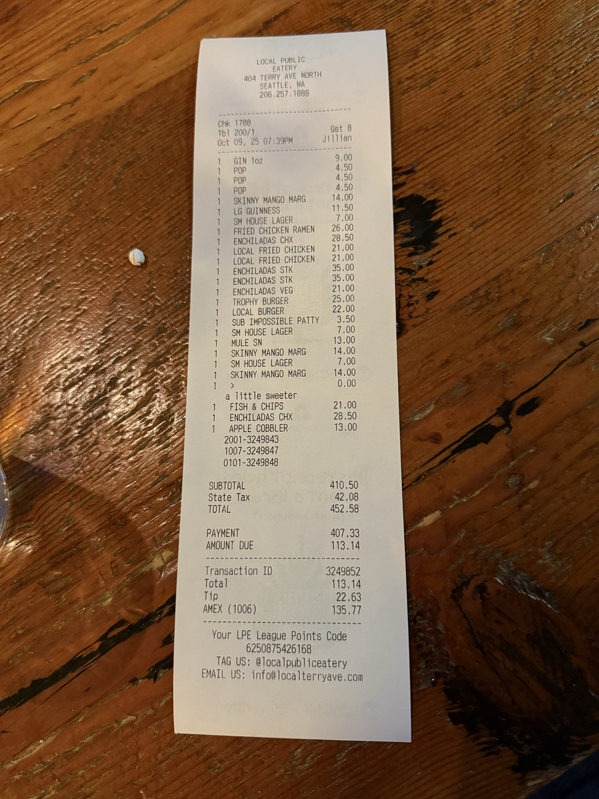 LOCAL PUBLIC
EATERY
404 TERRY AVE NORTH
SEATTLE, WA
206.257.1888
Chk 1788
Tbl 200/1 Gst 8
Oct 09, 25 07:39PM Jillian
1 GIN 1oz 9.00
1 POP 4.50
1 POP 4.50
1 POP 4.50
1 SKINNY MANGO MARG 14.00
1 LG GUINNESS 11.50
1 SM HOUSE LAGER 7.00
1 FRIED CHICKEN RAMEN 26.00
1 ENCHILADAS CHX 28.50
1 LOCAL FRIED CHICKEN 21.00
1 LOCAL FRIED CHICKEN 21.00
1 ENCHILADAS STK 35.00
1 ENCHILADAS STK 35.00
1 ENCHILADAS VEG 21.00
1 TROPHY BURGER 25.00
1 LOCAL BURGER 22.00
1 SUB IMPOSSIBLE PATTY 3.50
1 SM HOUSE LAGER 7.00
1 MULE SN 13.00
1 SKINNY MANGO MARG 14.00
1 SM HOUSE LAGER 7.00
1 SKINNY MANGO MARG 14.00
1 > 0.00
a little sweeter
1 FISH & CHIPS 21.00
1 ENCHILADAS CHX 28.50
1 APPLE COBBLER 13.00
2001-3249843
1007-3249847
0101-3249848
SUBTOTAL 410.50
State Tax 42.08
TOTAL 452.58
PAYMENT 407.33
AMOUNT DUE 113.14
Transaction ID 3249852
Total 113.14
Tip 22.63
AMEX (1006) 135.77
Your LPE League Points Code
6250875426168
TAG US: @localpubliceatery
EMAIL US: info@localterryave.com